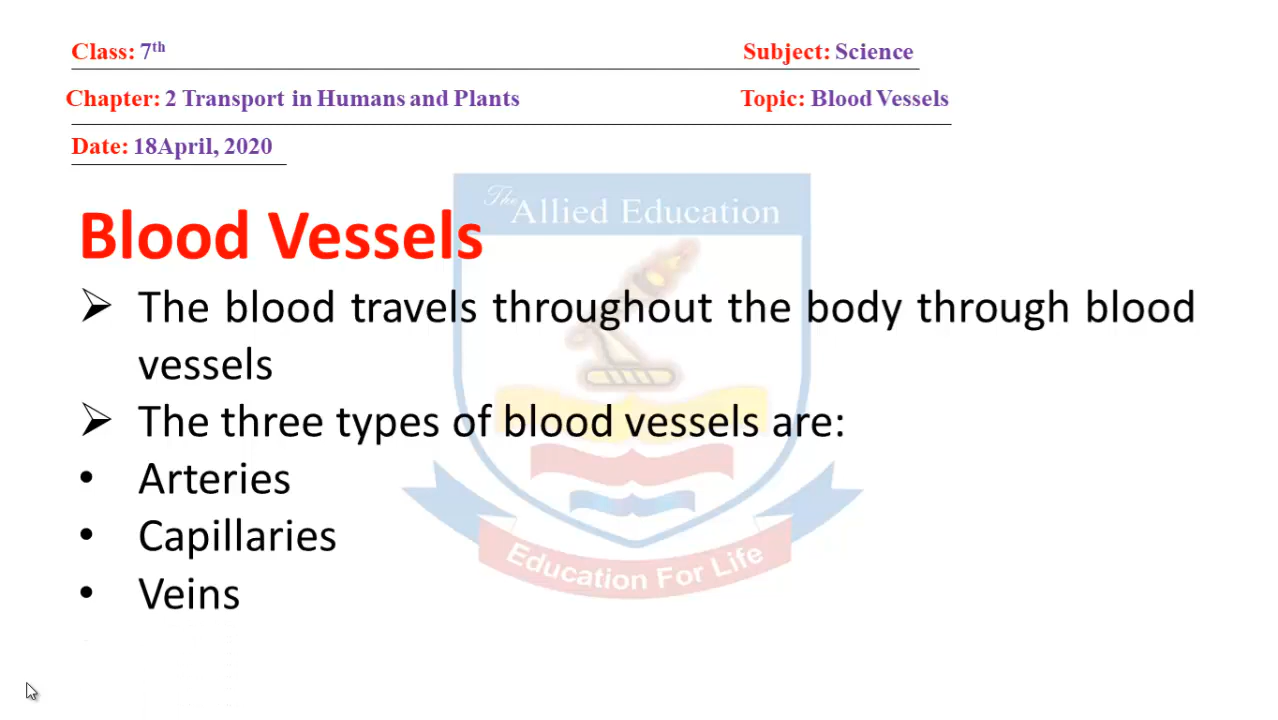 Class: 7th Subject: Science
Chapter: 2 Transport in Humans and Plants Topic: Blood Vessels
Date: 18April, 2020
The Allied Education
Blood Vessels
➢ The blood travels throughout the body through blood
vessels
➢ The three types of blood vessels are:
• Arteries
• Capillaries
• Veins
Education For Life